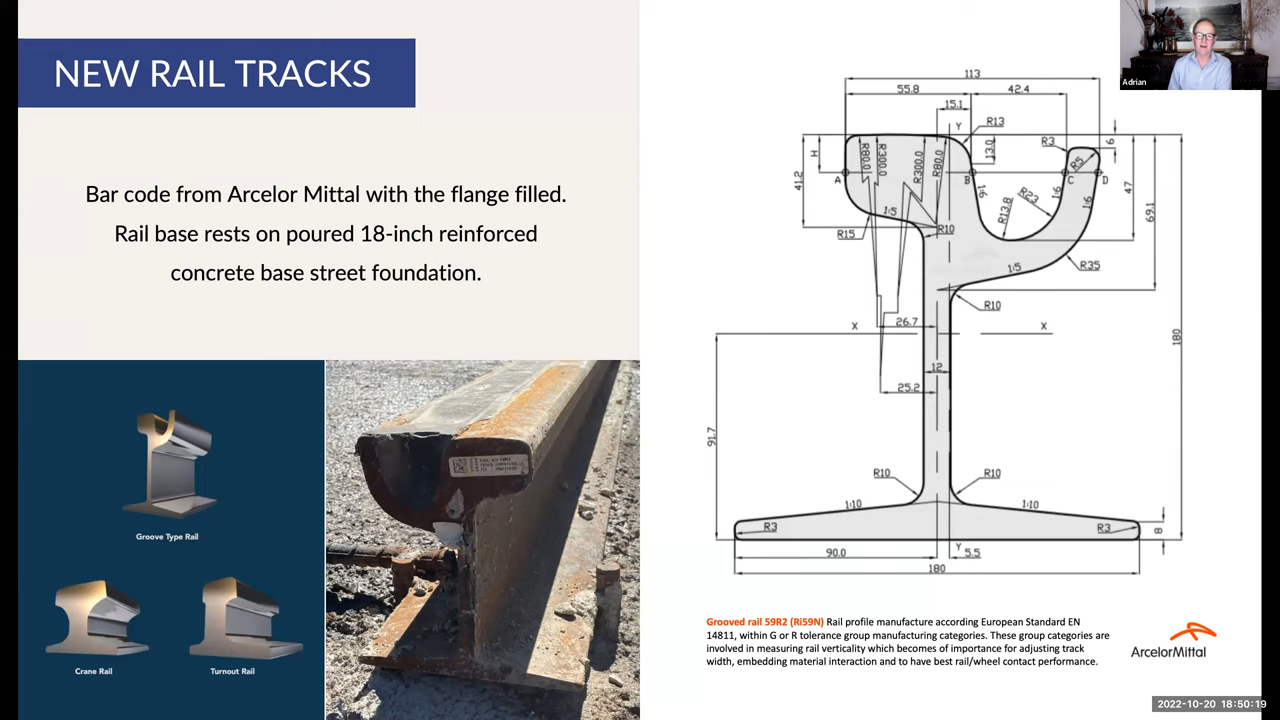 NEW RAIL TRACKS
Bar code from Arcelor Mittal with the flange filled.
Rail base rests on poured 18-inch reinforced
concrete base street foundation.
Groove Type Rail
Crane Rail
Turnout Rail
113
55.8
42.4
15.1
Y
R13
R3
6
H
R80.0
R300.0
R300.0
R80.0
13.0
R5
A
B
C
D
41.2
1:6
R23
1:6
1:6
47
69.1
R13.8
1:5
R15
R10
1:5
R35
R10
26.7
X
X
180
12
25.2
91.7
R10
R10
1:10
1:10
R3
R3
8
90.0
Y
5.5
180
Grooved rail 59R2 (Ri59N) Rail profile manufacture according European Standard EN
14811, within G or R tolerance group manufacturing categories. These group categories are
involved in measuring rail verticality which becomes of importance for adjusting track
width, embedding material interaction and to have best rail/wheel contact performance.
ArcelorMittal
Adrian
2022-10-20 18:50:19